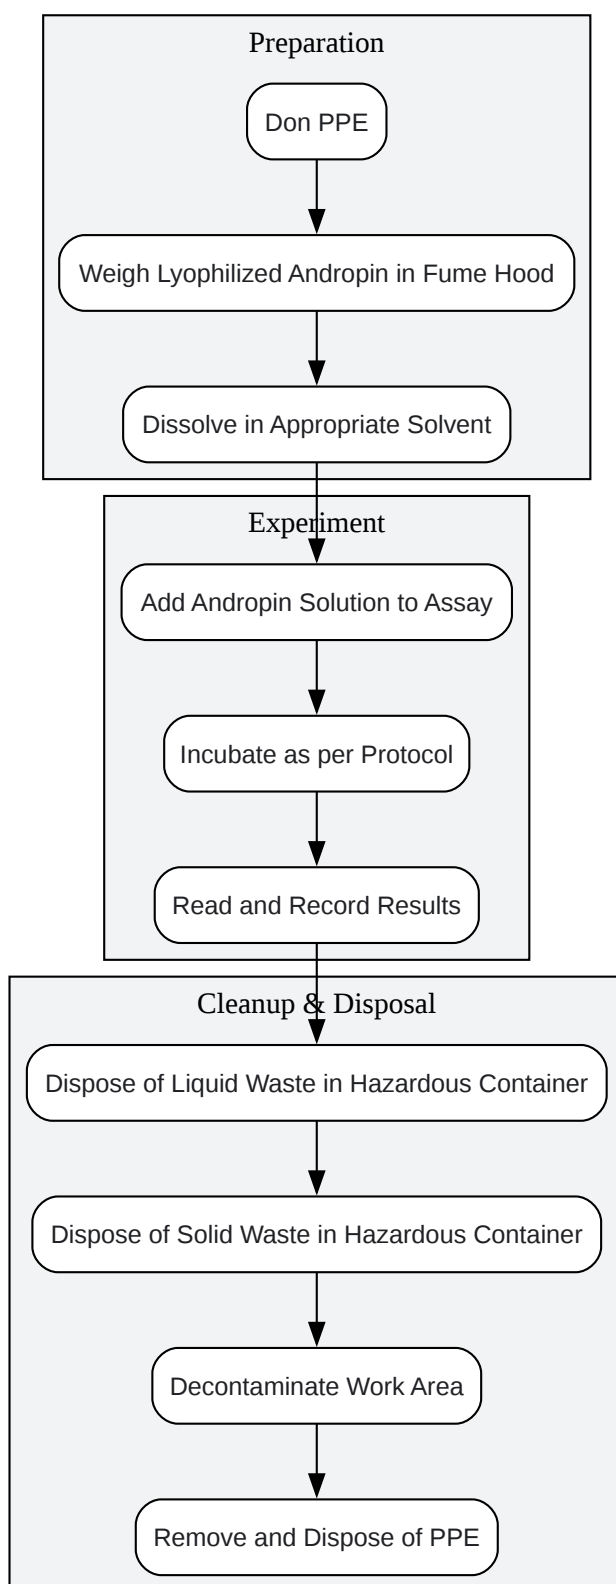 Preparation
Don PPE
Weigh Lyophilized Andropin in Fume Hood
Dissolve in Appropriate Solvent
Experiment
Add Andropin Solution to Assay
Incubate as per Protocol
Read and Record Results
Cleanup & Disposal
Dispose of Liquid Waste in Hazardous Container
Dispose of Solid Waste in Hazardous Container
Decontaminate Work Area
Remove and Dispose of PPE